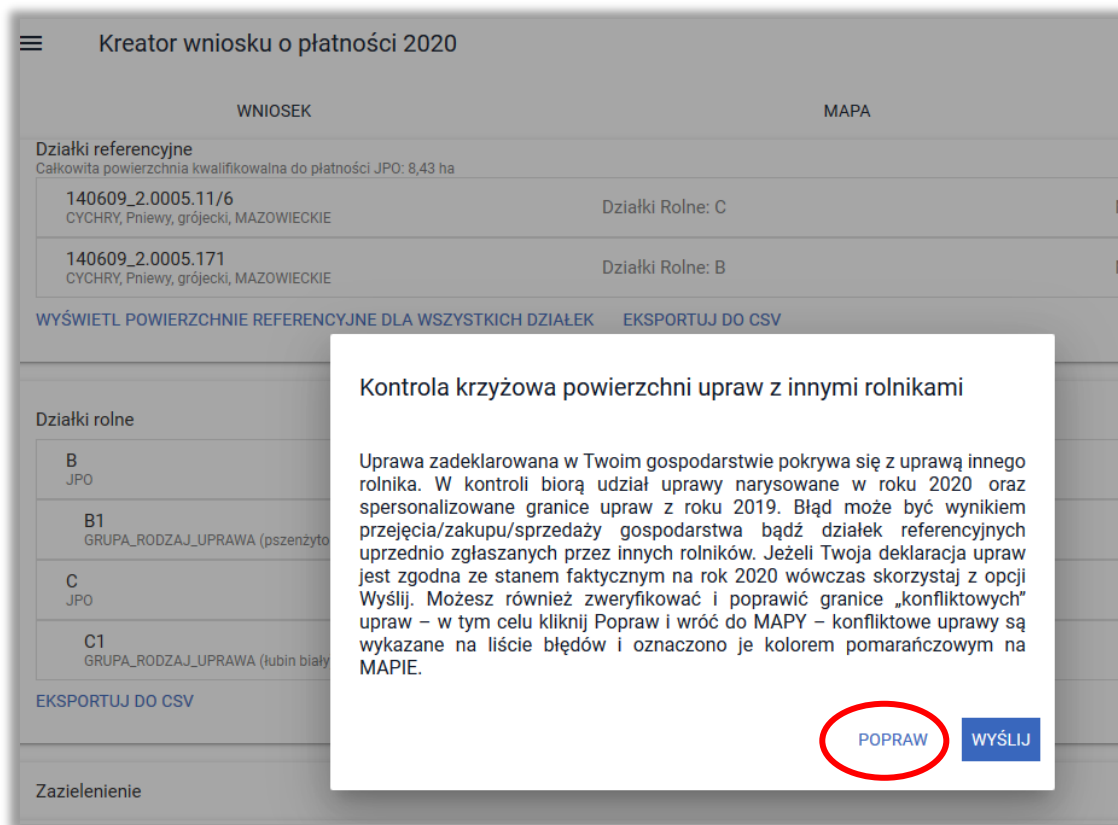 Kreator wniosku o płatności 2020
WNIOSEK MAPA
Działki referencyjne
Całkowita powierzchnia kwalifikowalna do płatności JPO: 8,43 ha
140609_2.0005.11/6
CYCHRY, Pniewy, grójecki, MAZOWIECKIE
Działki Rolne: C
140609_2.0005.171
CYCHRY, Pniewy, grójecki, MAZOWIECKIE
Działki Rolne: B
WYŚWIETL POWIERZCHNIE REFERENCYJNE DLA WSZYSTKICH DZIAŁEK EKSPORTUJ DO CSV
Działki rolne
B
JPO
B1
GRUPA_RODZAJ_UPRAWA (pszenżyto
C
JPO
C1
GRUPA_RODZAJ_UPRAWA (łubin biały
EKSPORTUJ DO CSV
Zazielenienie
Kontrola krzyżowa powierzchni upraw z innymi rolnikami
Uprawa zadeklarowana w Twoim gospodarstwie pokrywa się z uprawą innego
rolnika. W kontroli biorą udział uprawy narysowane w roku 2020 oraz
spersonalizowane granice upraw z roku 2019. Błąd może być wynikiem
przejęcia/zakupu/sprzedaży gospodarstwa bądź działek referencyjnych
uprzednio zgłaszanych przez innych rolników. Jeżeli Twoja deklaracja upraw
jest zgodna ze stanem faktycznym na rok 2020 wówczas skorzystaj z opcji
Wyślij. Możesz również zweryfikować i poprawić granice „konfliktowych”
upraw – w tym celu kliknij Popraw i wróć do MAPY – konfliktowe uprawy są
wykazane na liście błędów i oznaczono je kolorem pomarańczowym na
MAPIE.
POPRAW WYŚLIJ